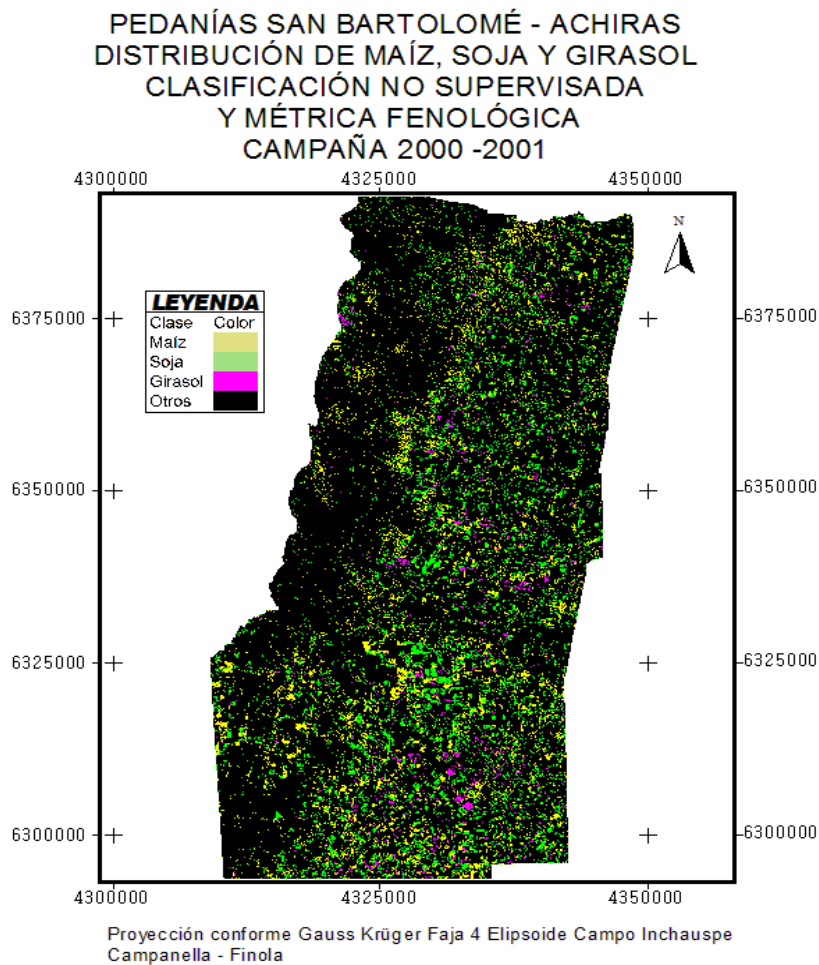 PEDANÍAS SAN BARTOLOMÉ - ACHIRAS
DISTRIBUCIÓN DE MAÍZ, SOJA Y GIRASOL
CLASIFICACIÓN NO SUPERVISADA
Y MÉTRICA FENOLÓGICA
CAMPAÑA 2000 -2001
4300000 4325000 4350000
N
LEYENDA
Clase Color
Maíz
Soja
Girasol
Otros
6375000 6375000
6350000 6350000
6325000 6325000
6300000 6300000
4300000 4325000 4350000
Proyección conforme Gauss Krüger Faja 4 Elipsoide Campo Inchauspe
Campanella - Finola